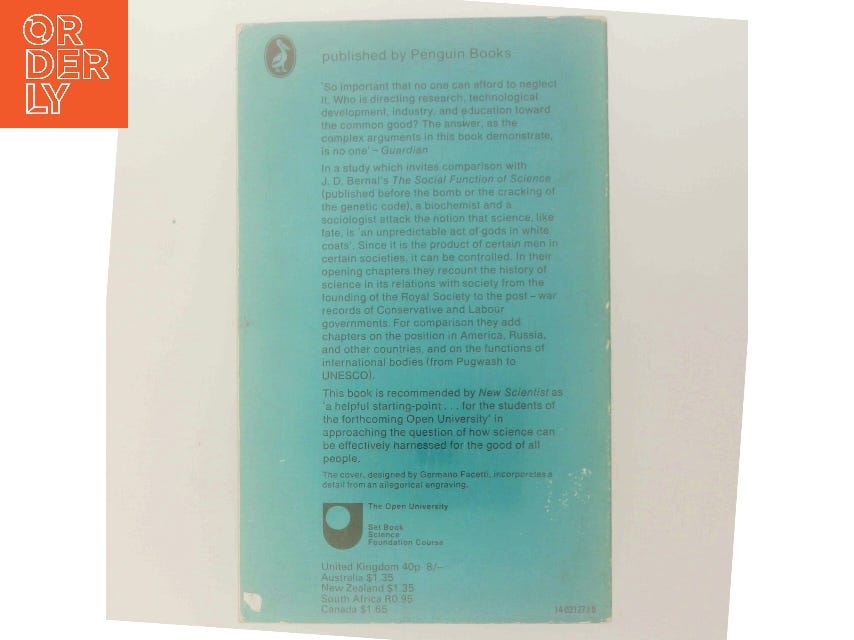 OR
DER
LY
published by Penguin Books
'So important that no one can afford to neglect
it. Who is directing research, technological
development, industry, and education toward
the common good? The answer, as the
complex arguments in this book demonstrate,
is no one' – Guardian
In a study which invites comparison with
J. D. Bernal's The Social Function of Science
(published before the bomb or the cracking of
the genetic code), a biochemist and a
sociologist attack the notion that science, like
fate, is 'an unpredictable act of gods in white
coats'. Since it is the product of certain men in
certain societies, it can be controlled. In their
opening chapters they recount the history of
science in its relations with society from the
founding of the Royal Society to the post – war
records of Conservative and Labour
governments. For comparison they add
chapters on the position in America, Russia,
and other countries, and on the functions of
international bodies (from Pugwash to
UNESCO).
This book is recommended by New Scientist as
'a helpful starting-point . . . for the students of
the forthcoming Open University' in
approaching the question of how science can
be effectively harnessed for the good of all
people.
The cover, designed by Germano Facetti, incorporates a
detail from an allegorical engraving.
The Open University
Set Book
Science
Foundation Course
United Kingdom 40p 8/–
Australia $1.35
New Zealand $1.35
South Africa R0.95
Canada $1.65